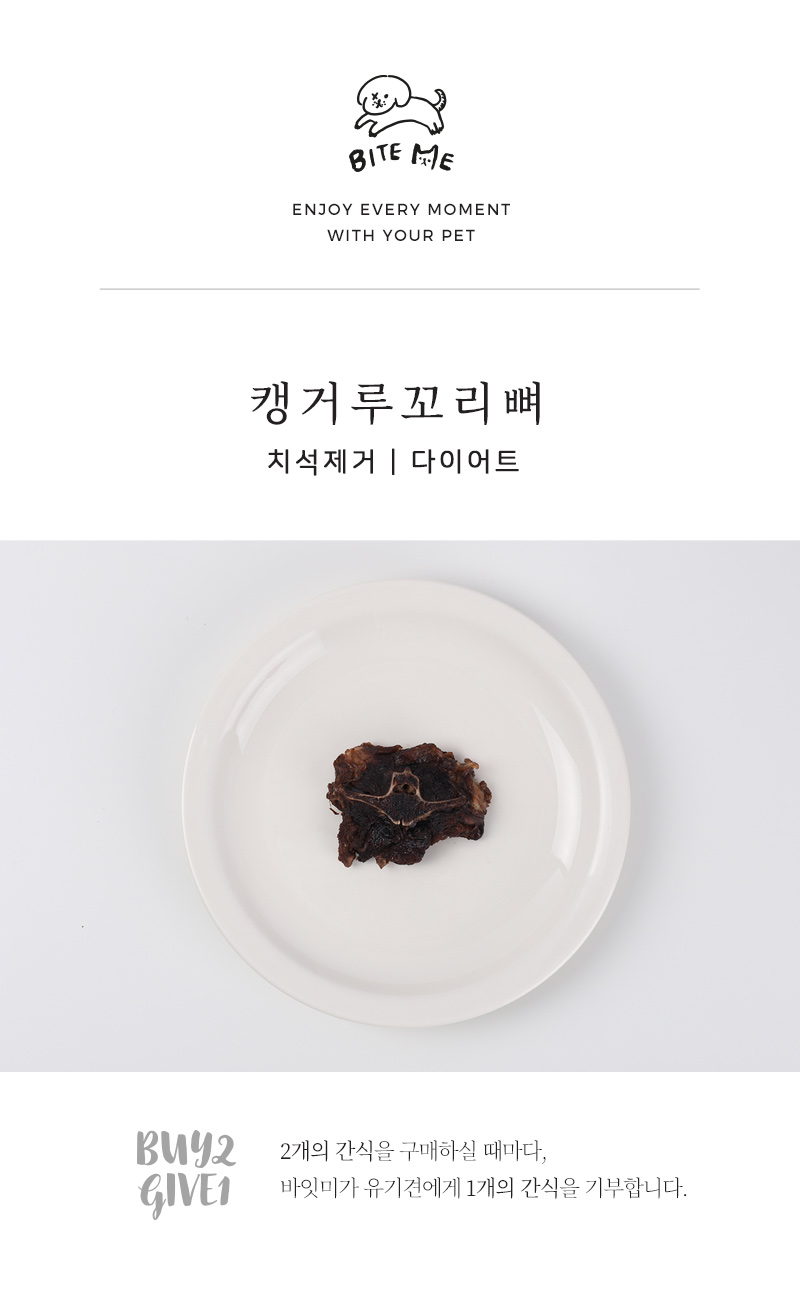 BITE ME
ENJOY EVERY MOMENT
WITH YOUR PET
캥거루꼬리뼈
치석제거 | 다이어트
BUY2
GIVE1
2개의 간식을 구매하실 때마다,
바잇미가 유기견에게 1개의 간식을 기부합니다.